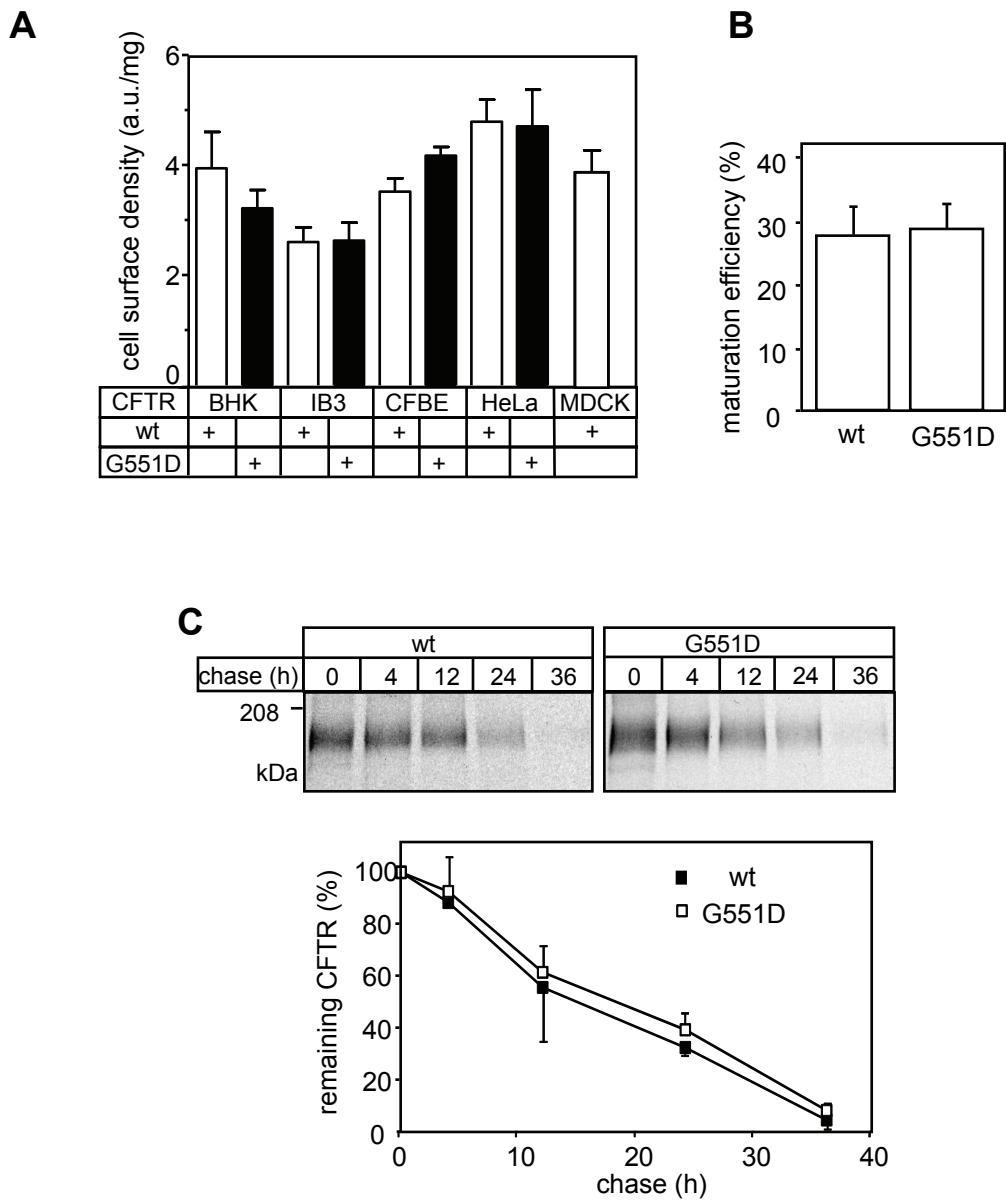 A
cell surface density (a.u./mg)
6
4
2
0
CFTR BHK IB3 CFBE HeLa MDCK
wt + + + + +
G551D + + + +
B
maturation efficiency (%)
40
30
20
10
0
wt G551D
C
wt G551D
chase (h) 0 4 12 24 36 0 4 12 24 36
208
kDa
remaining CFTR (%)
100
80
60
40
20
0
wt
G551D
0 10 20 30 40
chase (h)